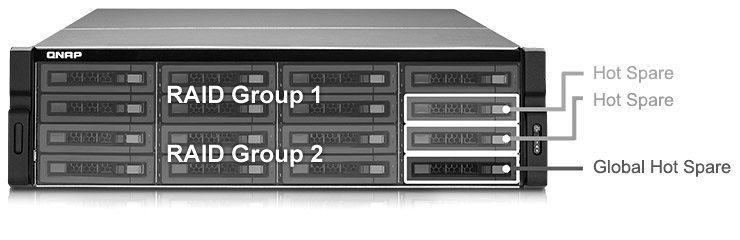 QNAP
RAID Group 1
RAID Group 2
Hot Spare
Hot Spare
Global Hot Spare